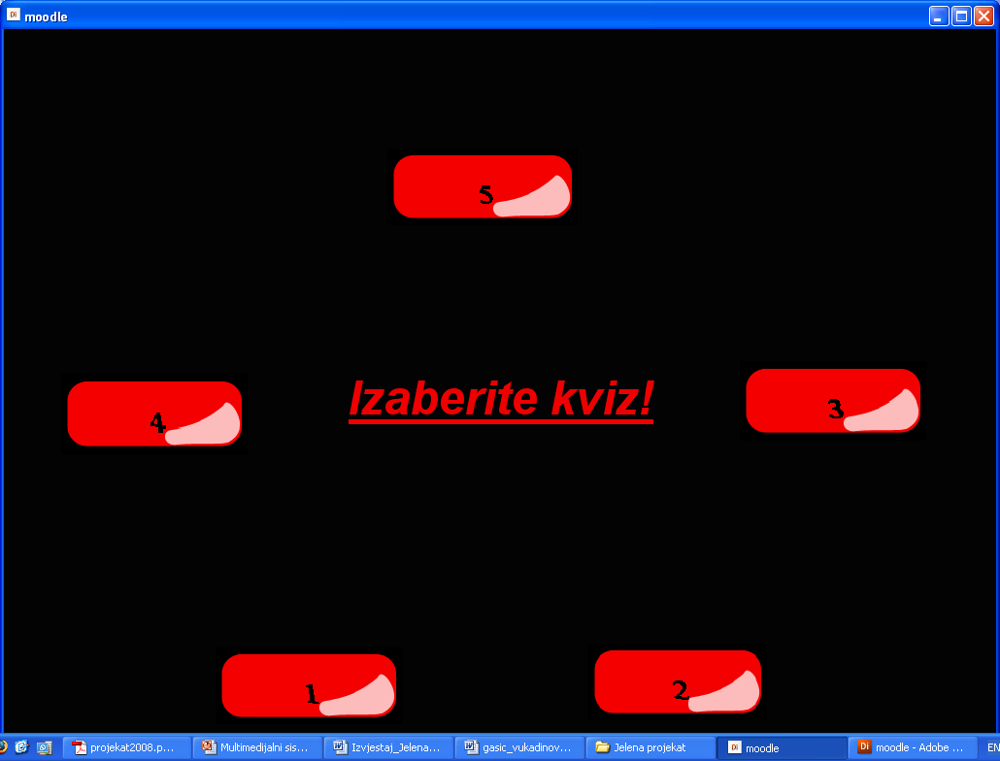 moodle
5
Izaberite kviz!
4
3
1
2
projekat2008.p...
Multimedijalni sis...
Izvjestaj_Jelena...
gasic_vukadinov...
Jelena projekat
moodle
moodle - Adobe ...
EN